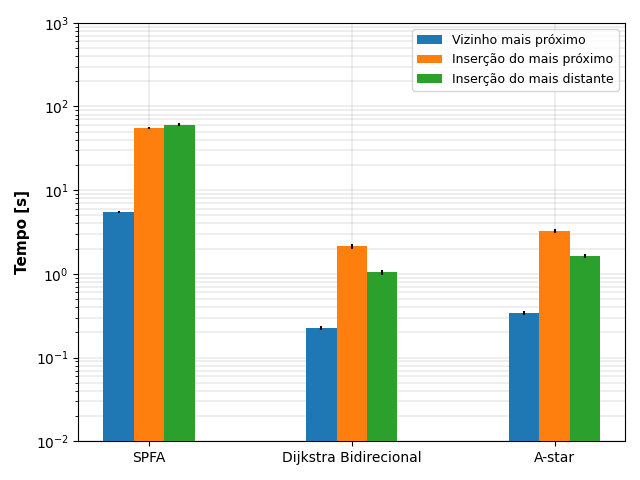 10³
Vizinho mais próximo
Inserção do mais próximo
Inserção do mais distante
10²
10¹
Tempo [s]
10⁰
10⁻¹
10⁻²
SPFA
Dijkstra Bidirecional
A-star